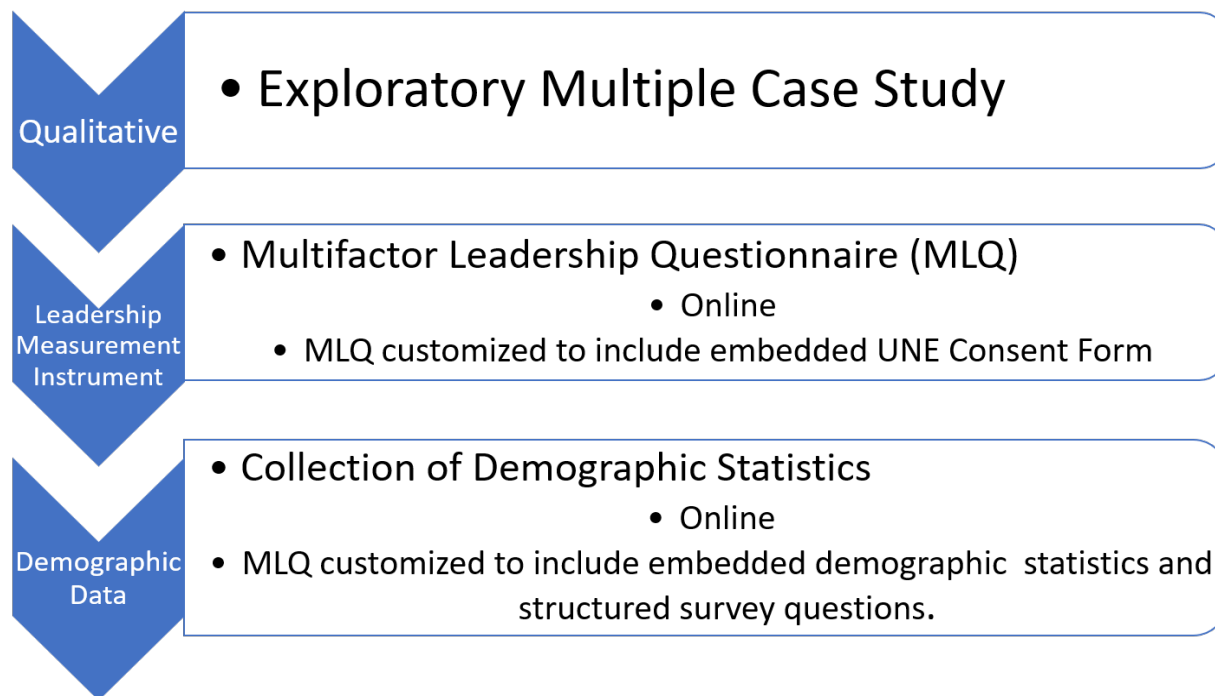 Qualitative
• Exploratory Multiple Case Study
Leadership
Measurement
Instrument
• Multifactor Leadership Questionnaire (MLQ)
• Online
• MLQ customized to include embedded UNE Consent Form
Demographic
Data
• Collection of Demographic Statistics
• Online
• MLQ customized to include embedded demographic  statistics and
structured survey questions.